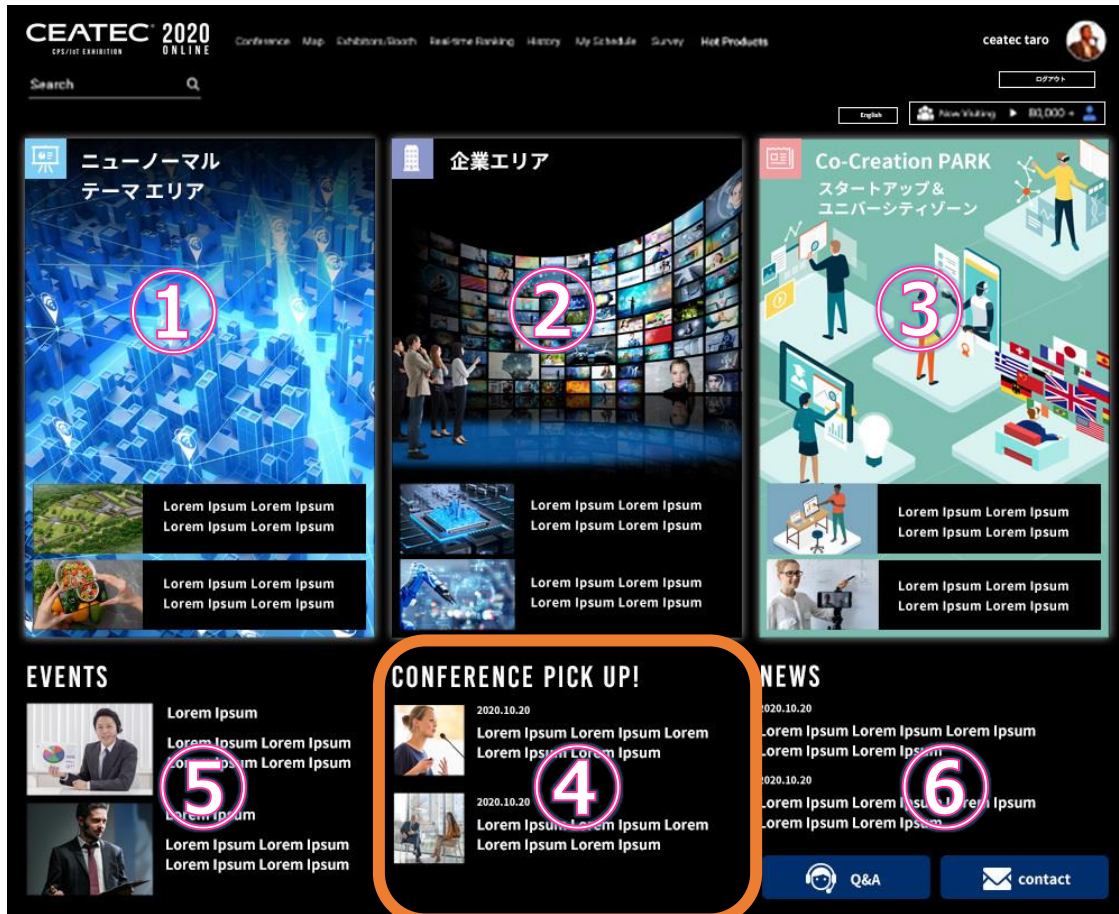 CEATEC 2020
CPS/IoT EXHIBITION ONLINE
Conference Map Exhibitors/Booth Real-time Ranking History My Schedule Survey Hot Products
ceatec taro
Search
ログアウト
English
Now Visiting ▶ 80,000 +
ニューノーマル
テーマ エリア
①
Lorem Ipsum Lorem Ipsum
Lorem Ipsum Lorem Ipsum
Lorem Ipsum Lorem Ipsum
Lorem Ipsum Lorem Ipsum
企業エリア
②
Lorem Ipsum Lorem Ipsum
Lorem Ipsum Lorem Ipsum
Lorem Ipsum Lorem Ipsum
Lorem Ipsum Lorem Ipsum
Co-Creation PARK
スタートアップ&
ユニバーシティゾーン
③
Lorem Ipsum Lorem Ipsum
Lorem Ipsum Lorem Ipsum
Lorem Ipsum Lorem Ipsum
Lorem Ipsum Lorem Ipsum
EVENTS
Lorem Ipsum
Lorem Ipsum Lorem Ipsum
Lorem Ipsum Lorem Ipsum
⑤
Lorem Ipsum
Lorem Ipsum Lorem Ipsum
Lorem Ipsum Lorem Ipsum
CONFERENCE PICK UP!
2020.10.20
Lorem Ipsum Lorem Ipsum Lorem
Lorem Ipsum Lorem Ipsum
④
2020.10.20
Lorem Ipsum Lorem Ipsum Lorem
Lorem Ipsum Lorem Ipsum
NEWS
2020.10.20
Lorem Ipsum Lorem Ipsum Lorem Ipsum
Lorem Ipsum Lorem Ipsum
⑥
2020.10.20
Lorem Ipsum Lorem Ipsum Lorem Ipsum
Lorem Ipsum Lorem Ipsum
Q&A
contact